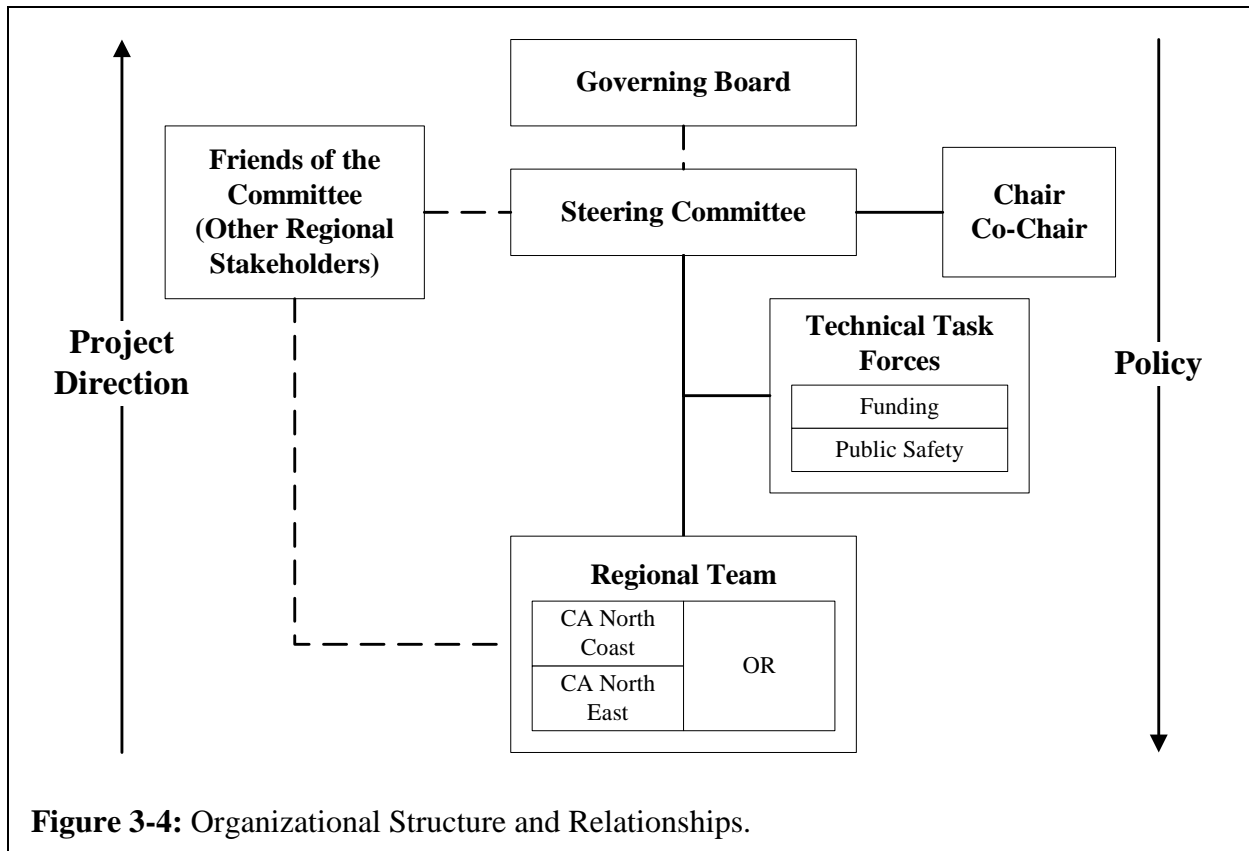 Governing Board
Friends of the
Committee
(Other Regional
Stakeholders)
Steering Committee
Chair
Co-Chair
Project
Direction
Technical Task
Forces
Funding
Public Safety
Policy
Regional Team
CA North
Coast
CA North
East
OR
Figure 3-4: Organizational Structure and Relationships.